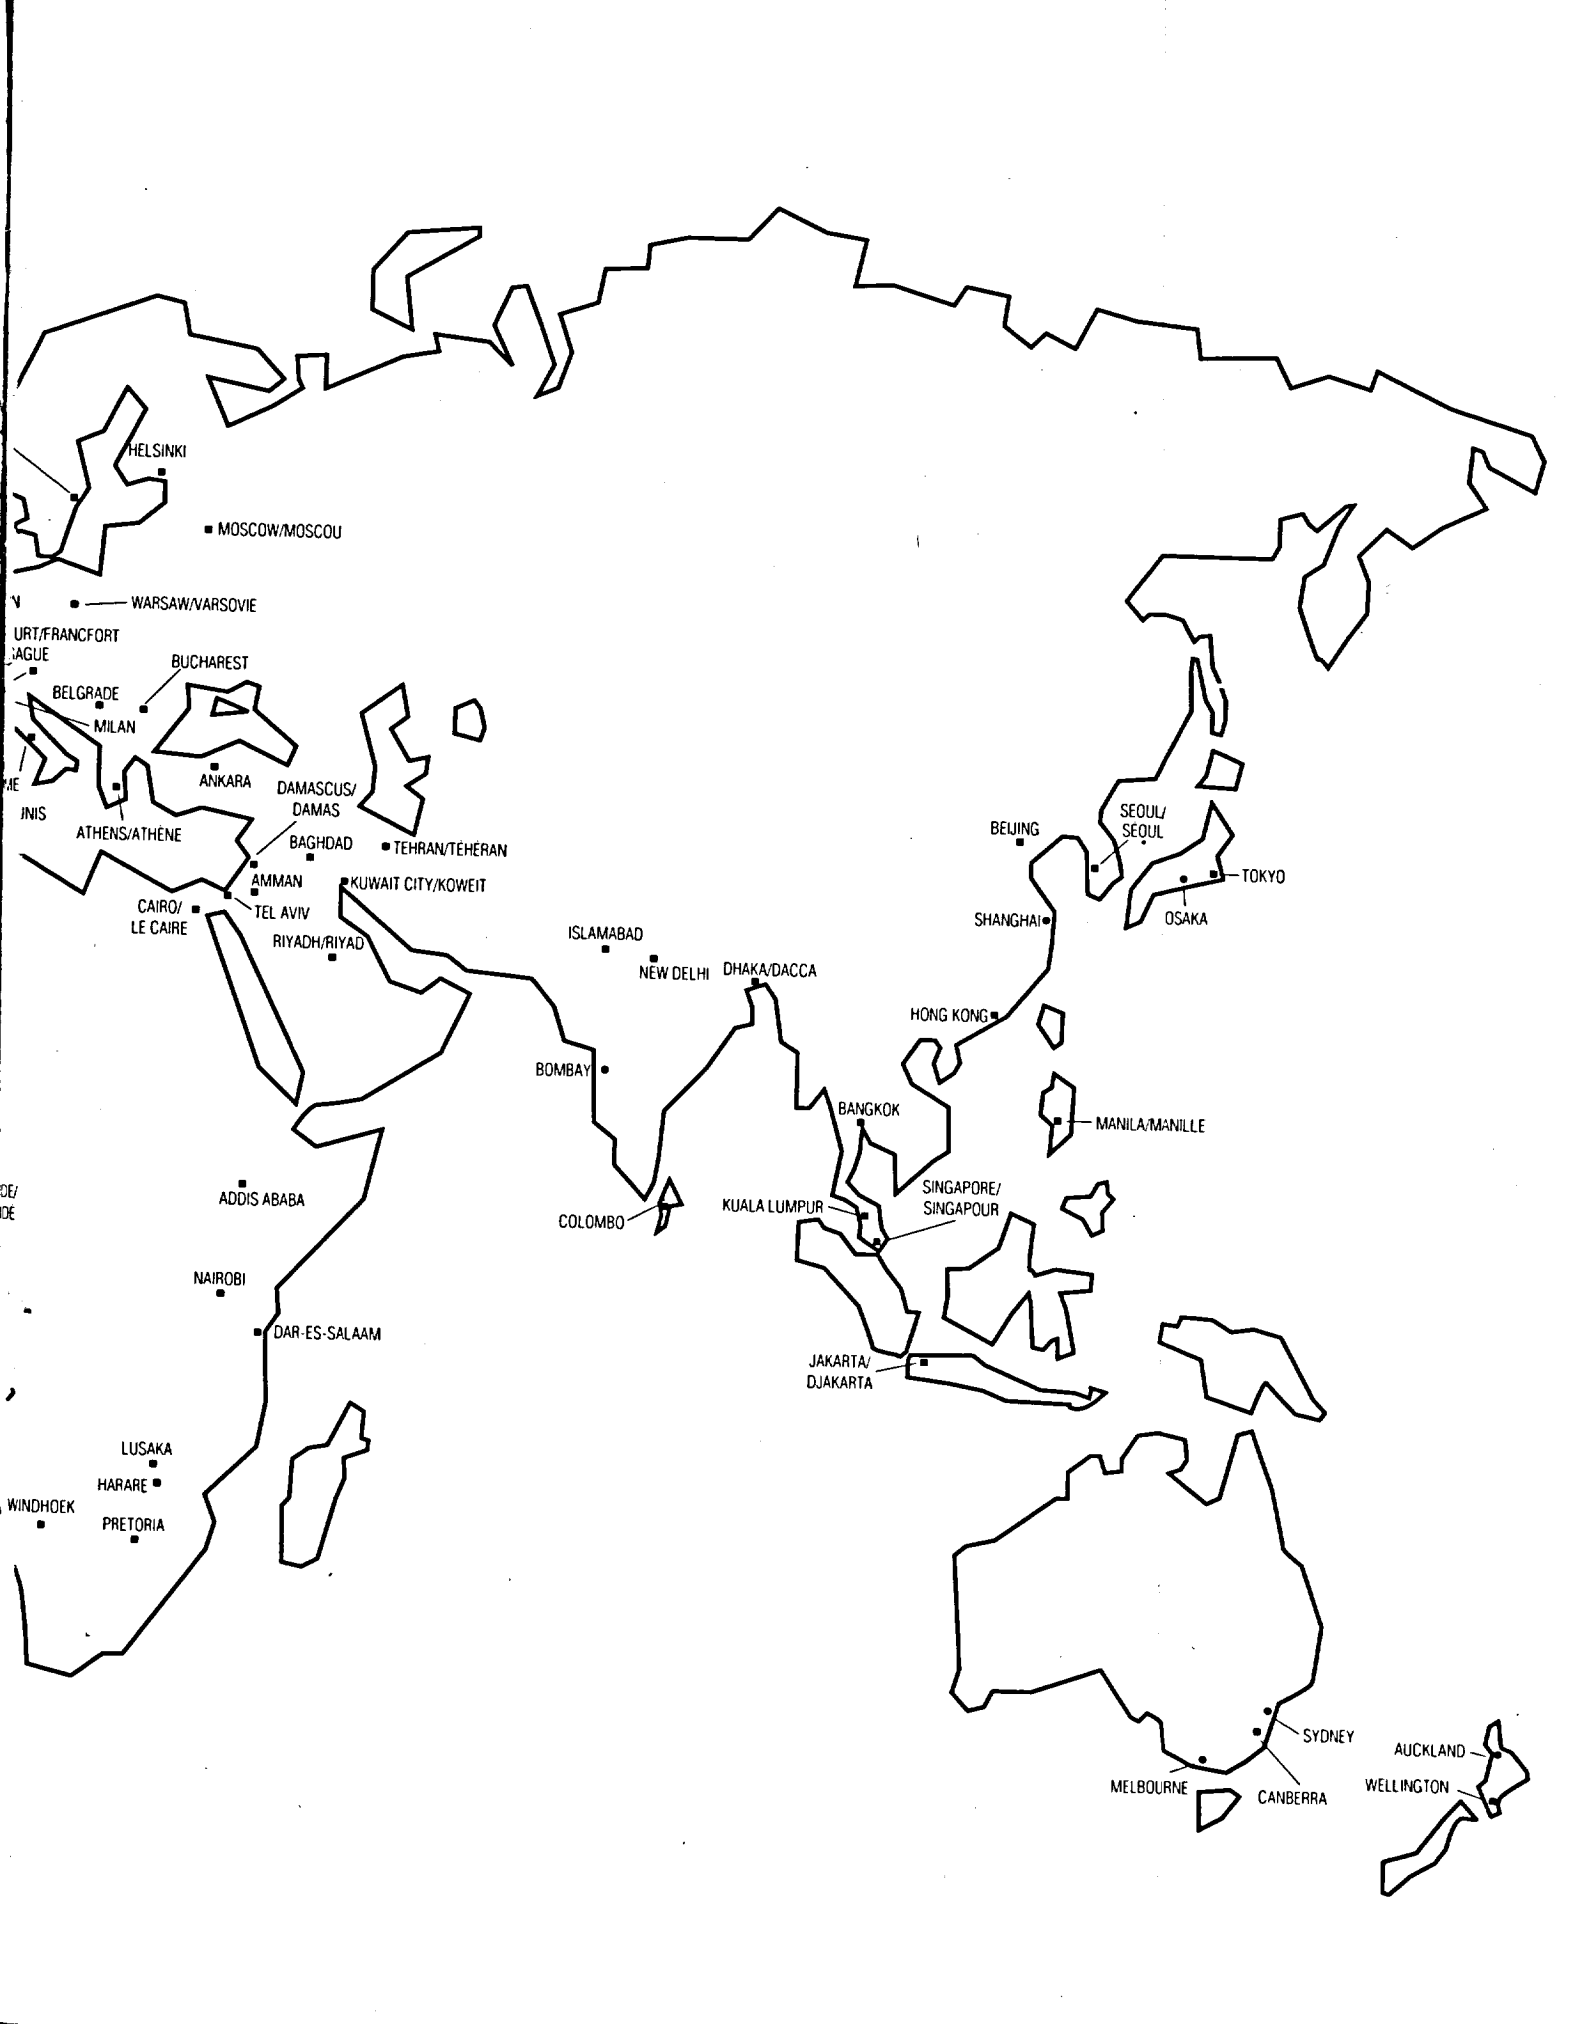 HELSINKI
MOSCOW/MOSCOU
WARSAW/VARSOVIE
URT/FRANCFORT
AGUE
BUCHAREST
BELGRADE
MILAN
ANKARA
DAMASCUS/
DAMAS
INIS
ATHENS/ATHÈNE
BAGHDAD
TEHRAN/TÉHÉRAN
AMMAN
KUWAIT CITY/KOWEIT
CAIRO/
LE CAIRE
TEL AVIV
RIYADH/RIYAD
ISLAMABAD
NEW DELHI
DHAKA/DACCA
BEIJING
SEOUL/
SÉOUL
TOKYO
OSAKA
SHANGHAI
HONG KONG
BOMBAY
BANGKOK
MANILA/MANILLE
ADDIS ABABA
COLOMBO
KUALA LUMPUR
SINGAPORE/
SINGAPOUR
NAIROBI
DAR-ES-SALAAM
JAKARTA/
DJAKARTA
LUSAKA
HARARE
WINDHOEK
PRETORIA
SYDNEY
MELBOURNE
CANBERRA
AUCKLAND
WELLINGTON